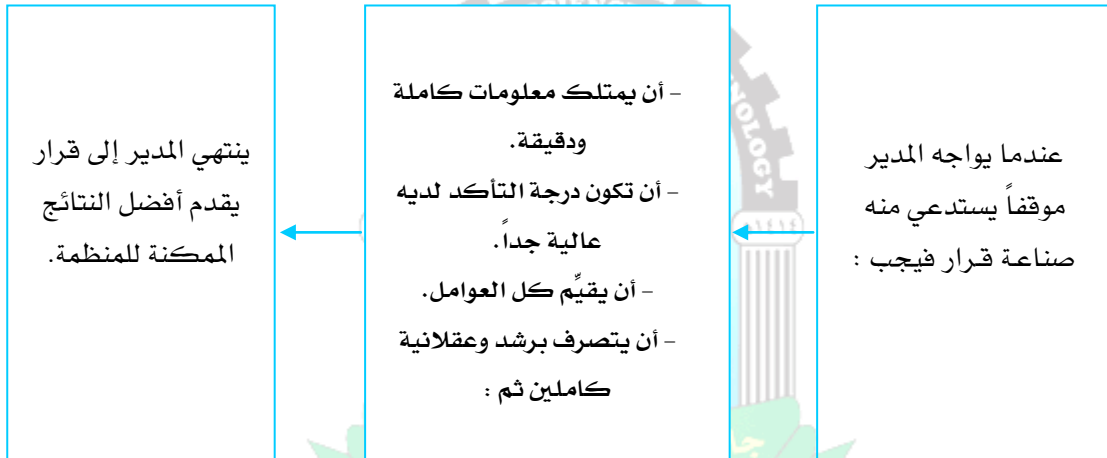 عندما يواجه المدير
موقفاً يستدعي منه
صناعة قرار فيجب :
- أن يمتلك معلومات كاملة
ودقيقة.
- أن تكون درجة التأكد لديه
عالية جداً.
- أن يقيِّم كل العوامل.
- أن يتصرف برشد وعقلانية
كاملين ثم :
ينتهي المدير إلى قرار
يقدم أفضل النتائج
الممكنة للمنظمة.